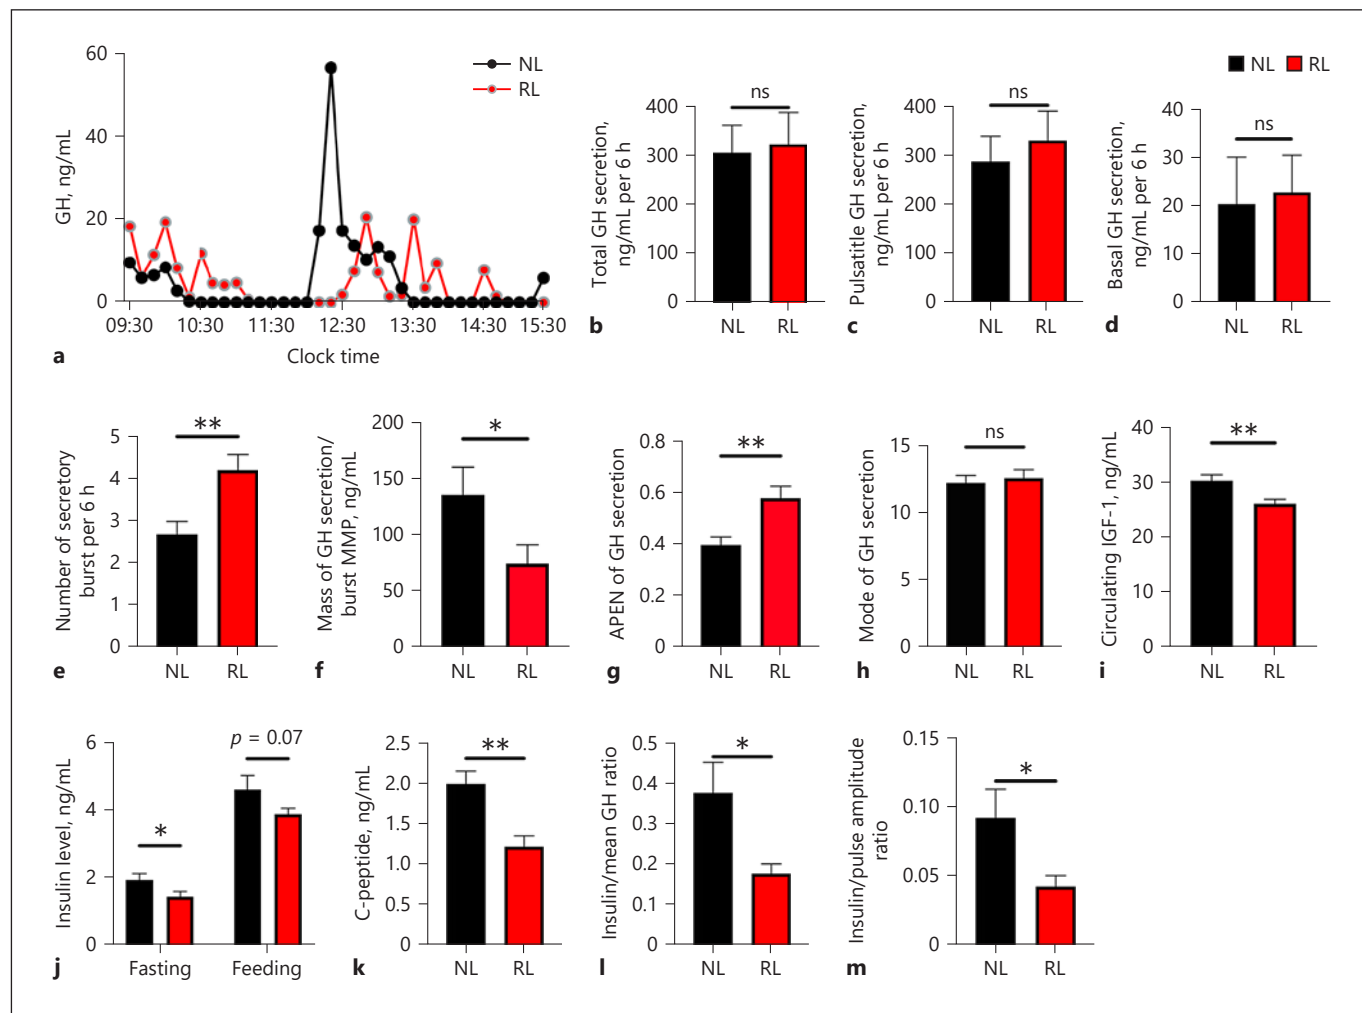 60
40
20
0
GH, ng/mL
NL
RL
09:30 10:30 11:30 12:30 13:30 14:30 15:30
Clock time
a
Total GH secretion,
ng/mL per 6 h
400
300
200
100
0
ns
NL RL
b
Pulsatitle GH secretion,
ng/mL per 6 h
400
300
200
400
0
ns
NL RL
c
NL RL
Basal GH secretion,
ng/mL per 6 h
40
30
20
10
0
ns
NL RL
d
Number of secretory
burst per 6 h
5
4
3
2
1
0
**
NL RL
e
Mass of GH secretion/
burst MMP, ng/mL
200
150
100
50
0
*
NL RL
f
APEN of GH secretion
0.8
0.6
0.4
0.2
0
**
NL RL
g
Mode of GH secretion
15
10
5
0
ns
NL RL
h
Circulating IGF-1, ng/mL
40
30
20
10
0
**
NL RL
i
Insulin level, ng/mL
6
4
2
0
*
p = 0.07
Fasting Feeding
j
C-peptide, ng/mL
2.5
2.0
1.5
1.0
0.5
0
**
NL RL
k
Insulin/mean GH ratio
0.5
0.4
0.3
0.2
0.1
0
*
NL RL
l
Insulin/pulse amplitude
ratio
0.15
0.10
0.05
0
*
NL RL
m